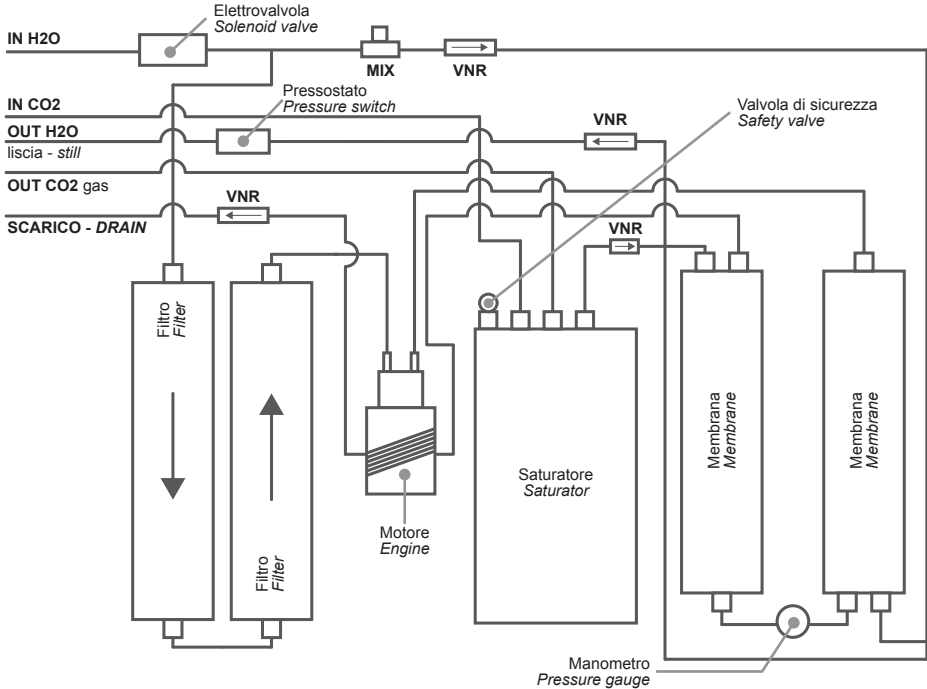 Elettrovalvola
Solenoid valve
IN H2O
MIX
VNR
Pressostato
Pressure switch
IN CO2
Valvola di sicurezza
Safety valve
OUT H2O
VNR
liscia - still
OUT CO2 gas
VNR
SCARICO - DRAIN
VNR
Filtro
Filter
Filtro
Filter
Motore
Engine
Saturatore
Saturator
Membrana
Membrane
Membrana
Membrane
Manometro
Pressure gauge